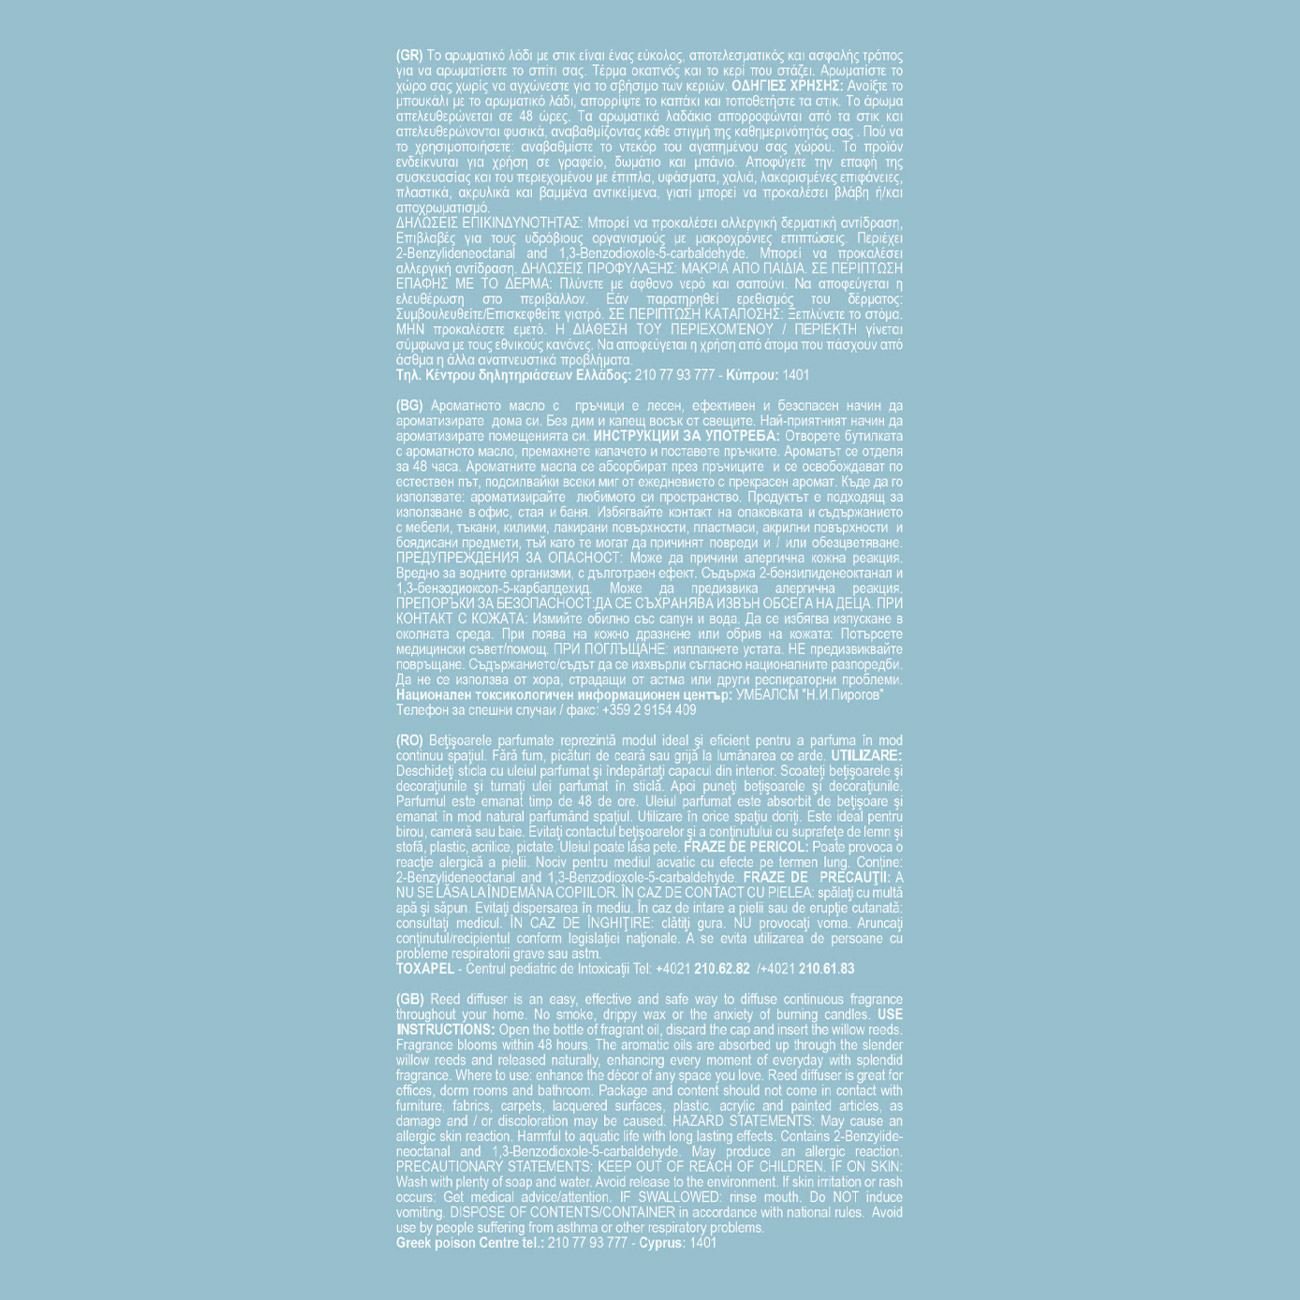 (GR) Το αρωματικό λάδι με στικ είναι ένας εύκολος, αποτελεσματικός και ασφαλής τρόπος
για να αρωματίσετε το σπίτι σας. Τέρμα οκαπνός και το κερί που στάζει. Αρωματίστε το
χώρο σας χωρίς να αγχώνεστε για το σβήσιμο των κεριών. ΟΔΗΓΙΕΣ ΧΡΗΣΗΣ: Ανοίξτε το
μπουκάλι με το αρωματικό λάδι, απορρίψτε το καπάκι και τοποθετήστε τα στικ. Το άρωμα
απελευθερώνεται σε 48 ώρες. Τα αρωματικά λαδάκια απορροφώνται από τα στικ και
απελευθερώνονται φυσικά, αναβαθμίζοντας κάθε στιγμή της καθημερινότητάς σας . Πού να
το χρησιμοποιήσετε: αναβαθμίστε το ντεκόρ του αγαπημένου σας χώρου. Το προϊόν
ενδείκνυται για χρήση σε γραφείο, δωμάτιο και μπάνιο. Αποφύγετε την επαφή της
συσκευασίας και του περιεχομένου με έπιπλα, υφάσματα, χαλιά, λακαρισμένες επιφάνειες,
πλαστικά, ακρυλικά και βαμμένα αντικείμενα, γιατί μπορεί να προκαλέσει βλάβη ή/και
αποχρωματισμό.
ΔΗΛΩΣΕΙΣ ΕΠΙΚΙΝΔΥΝΟΤΗΤΑΣ: Μπορεί να προκαλέσει αλλεργική δερματική αντίδραση,
Επιβλαβές για τους υδρόβιους οργανισμούς με μακροχρόνιες επιπτώσεις. Περιέχει
2-Benzylideneoctanal and 1,3-Benzodioxole-5-carbaldehyde. Μπορεί να προκαλέσει
αλλεργική αντίδραση. ΔΗΛΩΣΕΙΣ ΠΡΟΦΥΛΑΞΗΣ: ΜΑΚΡΙΑ ΑΠΟ ΠΑΙΔΙΑ. ΣΕ ΠΕΡΙΠΤΩΣΗ
ΕΠΑΦΗΣ ΜΕ ΤΟ ΔΕΡΜΑ: Πλύνετε με άφθονο νερό και σαπούνι. Να αποφεύγεται η
ελευθέρωση στο περιβάλλον. Εάν παρατηρηθεί ερεθισμός του δέρματος:
Συμβουλευθείτε/Επισκεφθείτε γιατρό. ΣΕ ΠΕΡΙΠΤΩΣΗ ΚΑΤΑΠΟΣΗΣ: Ξεπλύνετε το στόμα.
ΜΗΝ προκαλέσετε εμετό. Η ΔΙΑΘΕΣΗ ΤΟΥ ΠΕΡΙΕΧΟΜΈΝΟΥ / ΠΕΡΙΕΚΤΗ γίνεται
σύμφωνα με τους εθνικούς κανόνες. Να αποφεύγεται η χρήση από άτομα που πάσχουν από
άσθμα η άλλα αναπνευστικά προβλήματα.
Τηλ. Κέντρου δηλητηριάσεων Ελλάδος: 210 77 93 777 - Κύπρου: 1401
(BG) Ароматното масло с пръчици е лесен, ефективен и безопасен начин да
ароматизирате дома си. Без дим и капещ восък от свещите. Най-приятният начин да
ароматизирате помещенията си. ИНСТРУКЦИИ ЗА УПОТРЕБА: Отворете бутилката
с ароматното масло, премахнете капачето и поставете пръчките. Ароматът се отделя
за 48 часа. Ароматните масла се абсорбират през пръчиците и се освобождават по
естествен път, подсилвайки всеки миг от ежедневието с прекрасен аромат. Къде да го
използвате: ароматизирайте любимото си пространство. Продуктът е подходящ за
използване в офис, стая и баня. Избягвайте контакт на опаковката и съдържанието
с мебели, тъкани, килими, лакирани повърхности, пластмаси, акрилни повърхности и
боядисани предмети, тъй като те могат да причинят повреди и / или обезцветяване.
ПРЕДУПРЕЖДЕНИЯ ЗА ОПАСНОСТ: Може да причини алергична кожна реакция.
Вредно за водните организми, с дълготраен ефект. Съдържа 2-бензилиденеоктанал и
1,3-бензодиоксол-5-карбалдехид. Може да предизвика алергична реакция.
ПРЕПОРЪКИ ЗА БЕЗОПАСНОСТ:ДА СЕ СЪХРАНЯВА ИЗВЪН ОБСЕГА НА ДЕЦА. ПРИ
КОНТАКТ С КОЖАТА: Измийте обилно със сапун и вода. Да се избягва изпускане в
околната среда. При поява на кожно дразнене или обрив на кожата: Потърсете
медицински съвет/помощ. ПРИ ПОГЛЪЩАНЕ: изплакнете устата. НЕ предизвиквайте
повръщане. Съдържанието/съдът да се изхвърли съгласно националните разпоредби.
Да не се използва от хора, страдащи от астма или други респираторни проблеми.
Национален токсикологичен информационен център: УМБАЛСМ "Н.И.Пирогов"
Телефон за спешни случаи / факс: +359 2 9154 409
(RO) Beţişoarele parfumate reprezintă modul ideal şi eficient pentru a parfuma în mod
continuu spaţiul. Fără fum, picături de ceară sau grijă la lumânarea ce arde. UTILIZARE:
Deschideţi sticla cu uleiul parfumat şi îndepărtaţi capacul din interior. Scoateţi beţişoarele şi
decoraţiunile şi turnaţi ulei parfumat în sticlă. Apoi puneţi beţişoarele şi decoraţiunile.
Parfumul este emanat timp de 48 de ore. Uleiul parfumat este absorbit de beţişoare şi
emanat în mod natural parfumând spaţiul. Utilizare în orice spaţiu doriţi. Este ideal pentru
birou, cameră sau baie. Evitaţi contactul beţişoarelor şi a conţinutului cu suprafeţe de lemn şi
stofă, plastic, acrilice, pictate. Uleiul poate lăsa pete. FRAZE DE PERICOL: Poate provoca o
reacţie alergică a pielii. Nociv pentru mediul acvatic cu efecte pe termen lung. Conţine:
2-Benzylideneoctanal and 1,3-Benzodioxole-5-carbaldehyde. FRAZE DE PRECAUŢII: A
NU SE LĂSA LA ÎNDEMÂNA COPIILOR. ÎN CAZ DE CONTACT CU PIELEA: spălaţi cu multă
apă şi săpun. Evitaţi dispersarea în mediu. În caz de iritare a pielii sau de erupţie cutanată:
consultaţi medicul. ÎN CAZ DE ÎNGHIŢIRE: clătiţi gura. NU provocaţi voma. Aruncaţi
conţinutul/recipientul conform legislaţiei naţionale. A se evita utilizarea de persoane cu
probleme respiratorii grave sau astm.
TOXAPEL - Centrul pediatric de Intoxicaţii Tel: +4021 210.62.82 /+4021 210.61.83
(GB) Reed diffuser is an easy, effective and safe way to diffuse continuous fragrance
throughout your home. No smoke, drippy wax or the anxiety of burning candles. USE
INSTRUCTIONS: Open the bottle of fragrant oil, discard the cap and insert the willow reeds.
Fragrance blooms within 48 hours. The aromatic oils are absorbed up through the slender
willow reeds and released naturally, enhancing every moment of everyday with splendid
fragrance. Where to use: enhance the décor of any space you love. Reed diffuser is great for
offices, dorm rooms and bathroom. Package and content should not come in contact with
furniture, fabrics, carpets, lacquered surfaces, plastic, acrylic and painted articles, as
damage and / or discoloration may be caused. HAZARD STATEMENTS: May cause an
allergic skin reaction. Harmful to aquatic life with long lasting effects. Contains 2-Benzylide-
neoctanal and 1,3-Benzodioxole-5-carbaldehyde. May produce an allergic reaction.
PRECAUTIONARY STATEMENTS: KEEP OUT OF REACH OF CHILDREN. IF ON SKIN:
Wash with plenty of soap and water. Avoid release to the environment. If skin irritation or rash
occurs: Get medical advice/attention. IF SWALLOWED: rinse mouth. Do NOT induce
vomiting. DISPOSE OF CONTENTS/CONTAINER in accordance with national rules. Avoid
use by people suffering from asthma or other respiratory problems.
Greek poison Centre tel.: 210 77 93 777 - Cyprus: 1401